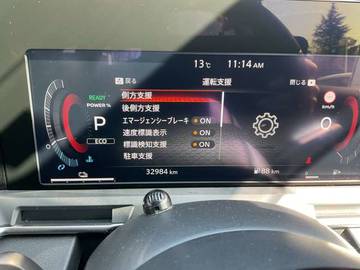 13℃ 11:14 AM
戻る 運転支援 閉じる
READY
POWER %
P
ECO
側方支援
後側方支援
エマージェンシーブレーキ ON
速度標識表示 ON
標識検知支援 ON
駐車支援
0
32984 km
88 km